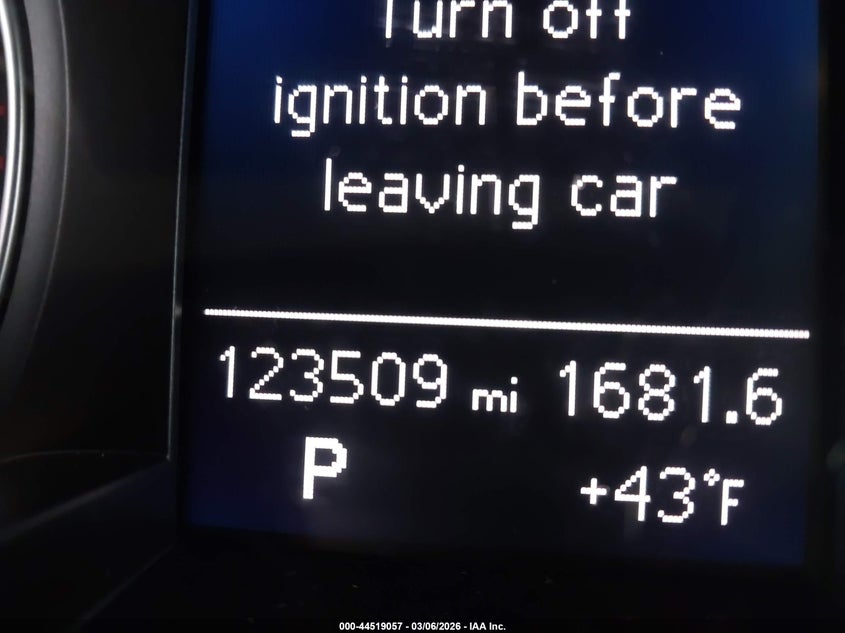 Turn off
ignition before
leaving car
123509 mi 1681.6
P +43°F
000-44519057 - 03/06/2026 - IAA Inc.